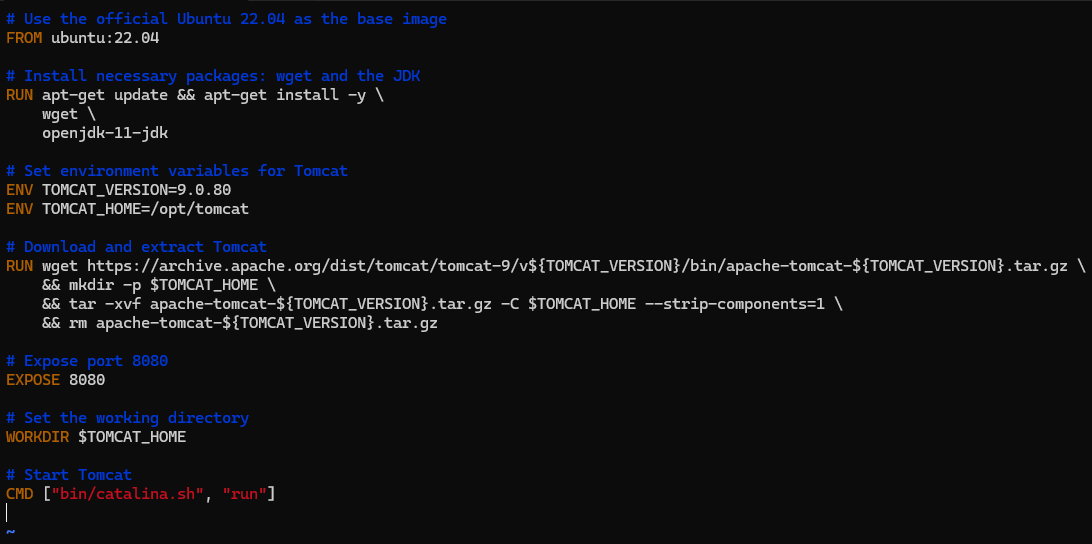 # Use the official Ubuntu 22.04 as the base image
FROM ubuntu:22.04
# Install necessary packages: wget and the JDK
RUN apt-get update && apt-get install -y \
    wget \
    openjdk-11-jdk
# Set environment variables for Tomcat
ENV TOMCAT_VERSION=9.0.80
ENV TOMCAT_HOME=/opt/tomcat
# Download and extract Tomcat
RUN wget https://archive.apache.org/dist/tomcat/tomcat-9/v${TOMCAT_VERSION}/bin/apache-tomcat-${TOMCAT_VERSION}.tar.gz \
    && mkdir -p $TOMCAT_HOME \
    && tar -xvf apache-tomcat-${TOMCAT_VERSION}.tar.gz -C $TOMCAT_HOME --strip-components=1 \
    && rm apache-tomcat-${TOMCAT_VERSION}.tar.gz
# Expose port 8080
EXPOSE 8080
# Set the working directory
WORKDIR $TOMCAT_HOME
# Start Tomcat
CMD ["bin/catalina.sh", "run"]
~